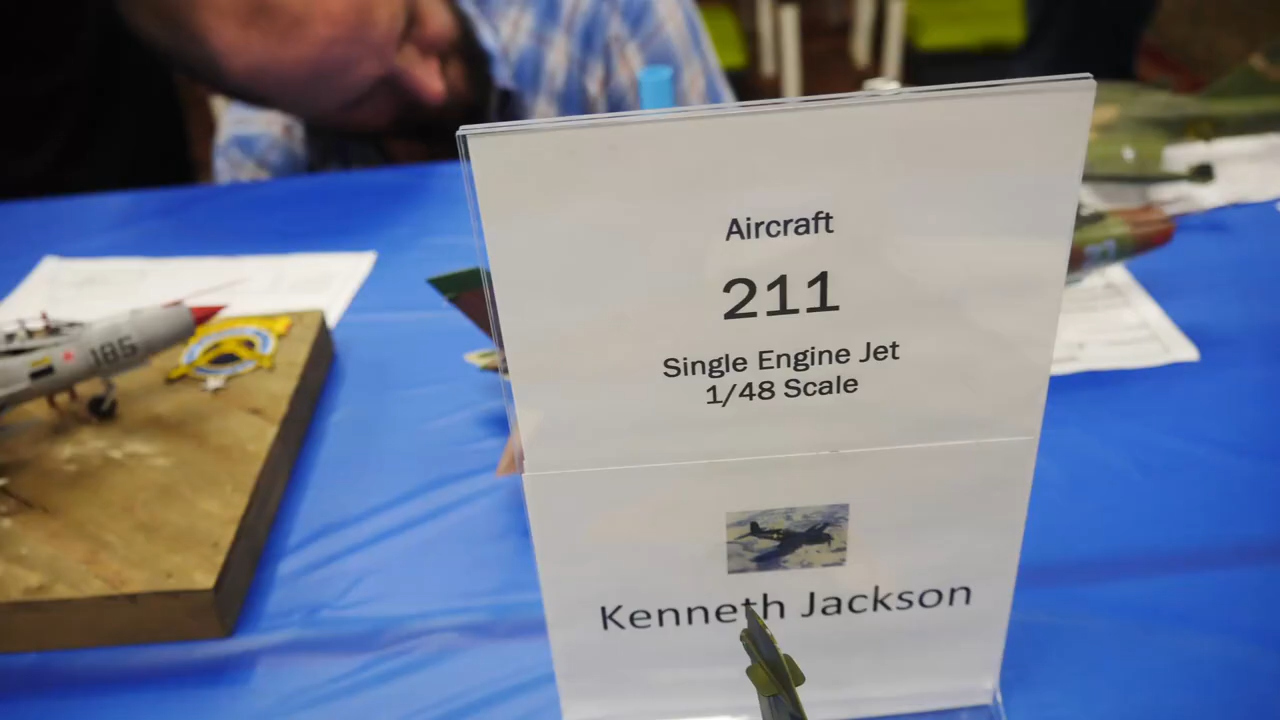 Aircraft
211
Single Engine Jet
1/48 Scale
Kenneth Jackson
185